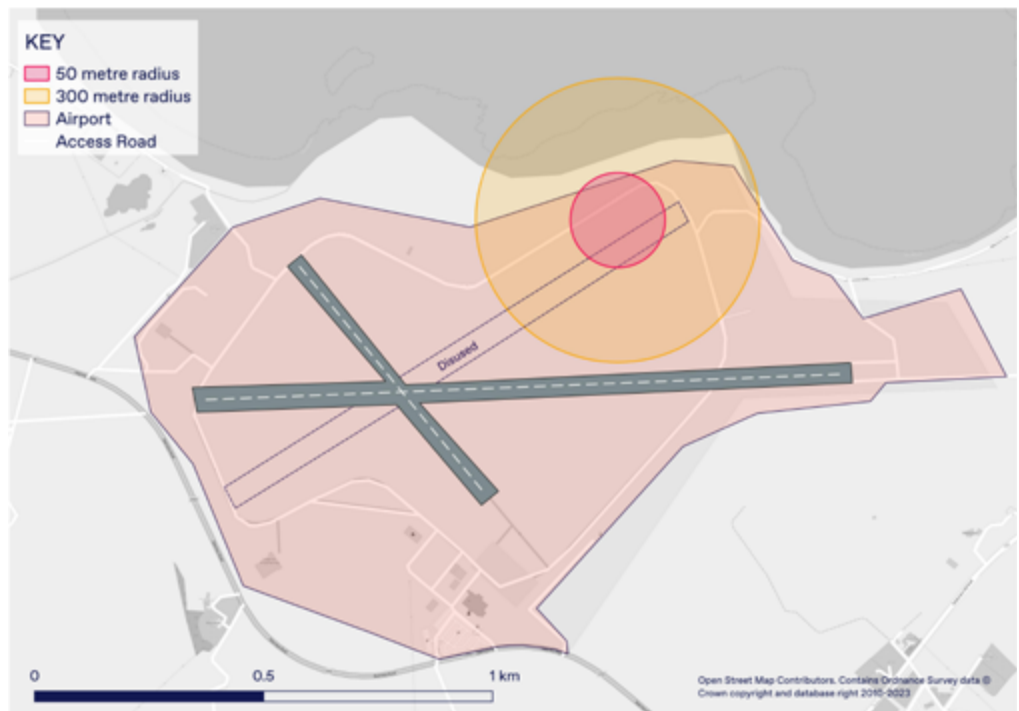 KEY
50 metre radius
300 metre radius
Airport
Access Road
Disused
0
0.5
1 km
Open Street Map Contributors. Contains Ordnance Survey data ©
Crown copyright and database right 2010-2023